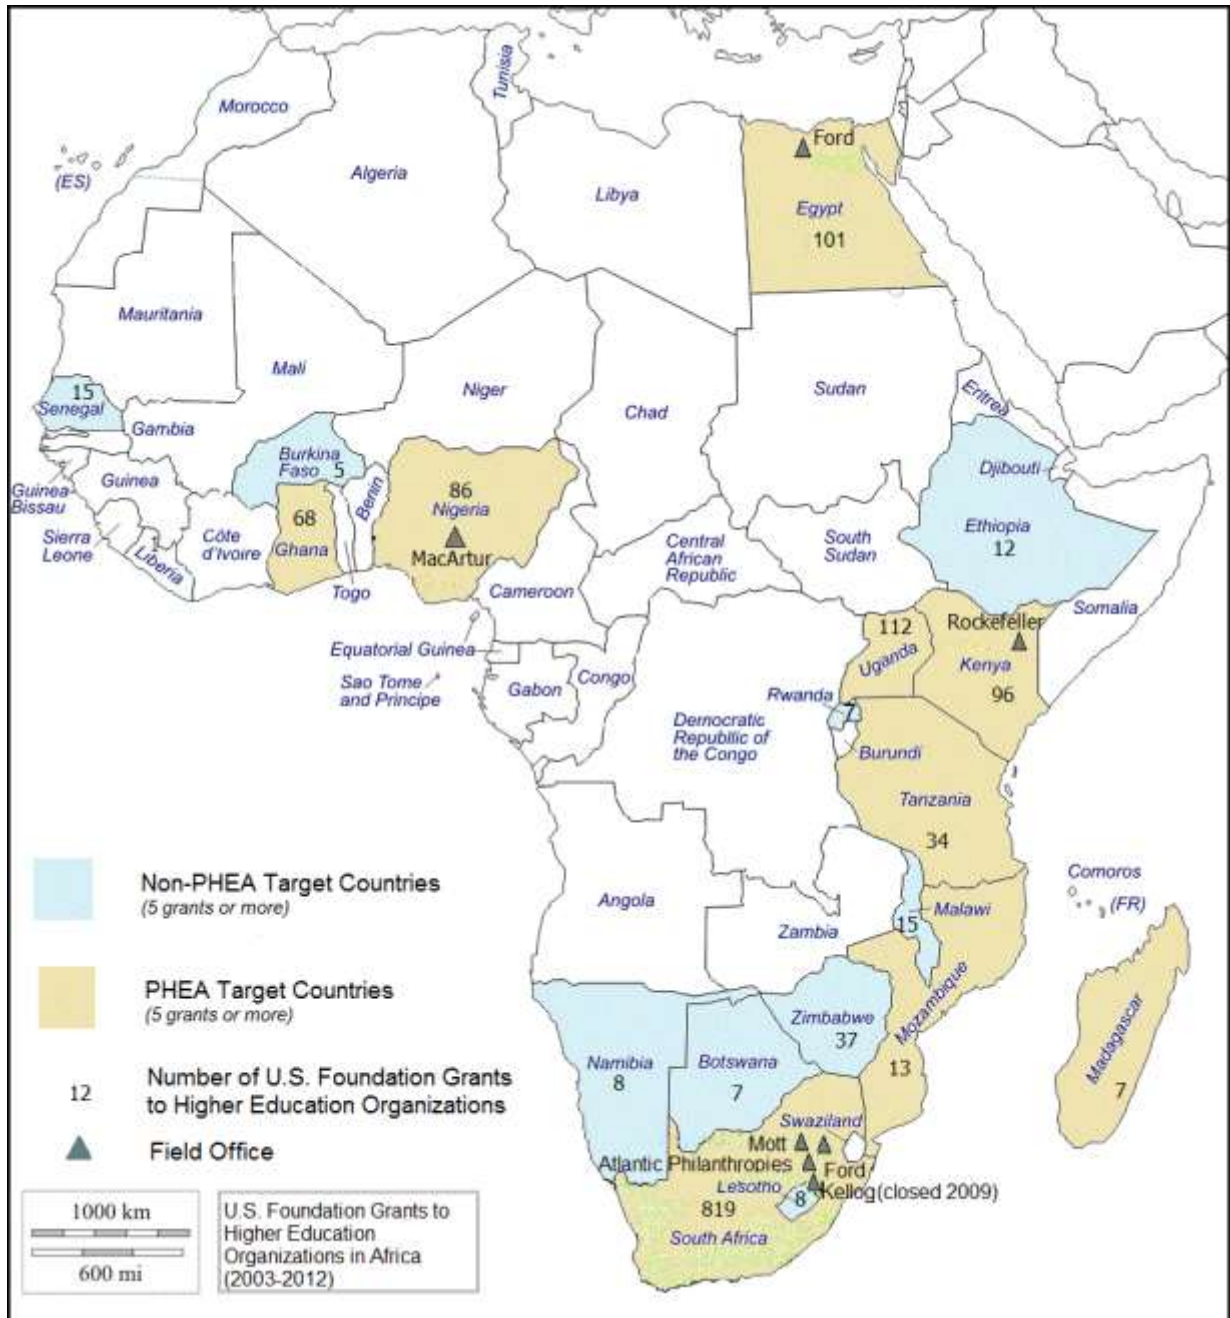 Tunisia
Morocco
(ES)
Algeria
Libya
Ford
Egypt
101
Mauritania
Mali
Niger
Chad
Sudan
Eritrea
15
Senegal
Gambia
Burkina
Faso
5
Djibouti
Guinea-
Bissau
Guinea
Benin
86
Nigeria
MacArtur
68
Ghana
Côte
d'Ivoire
Sierra
Leone
Liberia
Togo
Cameroon
Central
African
Republic
South
Sudan
Ethiopia
12
Somalia
Rockefeller
112
Uganda
Kenya
96
Equatorial Guinea
Sao Tome
and Principe
Gabon
Congo
Rwanda
7
Democratic
Republlic of
the Congo
Burundi
Tanzania
34
Comoros
(FR)
Angola
Zambia
Malawi
15
Mozambique
13
Madagascar
7
Zimbabwe
37
Namibia
8
Botswana
7
Swaziland
Mott
Atlantic Philanthropies
Ford
Kellog(closed 2009)
Lesotho
8
819
South Africa
Non-PHEA Target Countries
(5 grants or more)
PHEA Target Countries
(5 grants or more)
12
Number of U.S. Foundation Grants
to Higher Education Organizations
Field Office
1000 km
600 mi
U.S. Foundation Grants to
Higher Education
Organizations in Africa
(2003-2012)